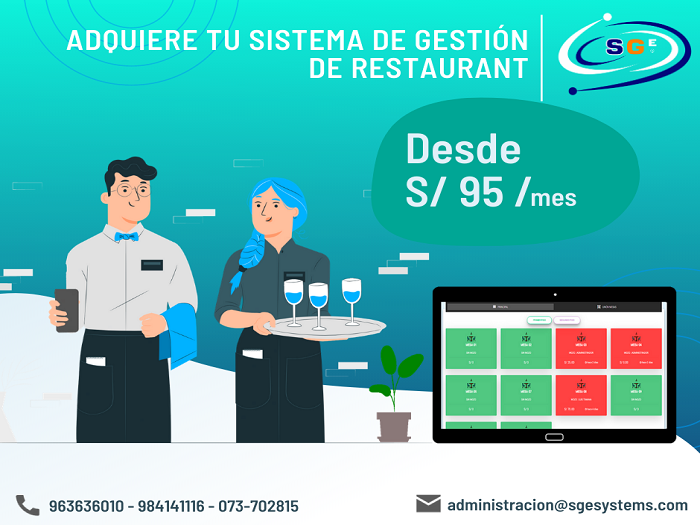 ADQUIERE TU SISTEMA DE GESTIÓN
DE RESTAURANT
SGE
Desde
S/ 95 /mes
963636010 - 984141116 - 073-702815
administracion@sgesystems.com